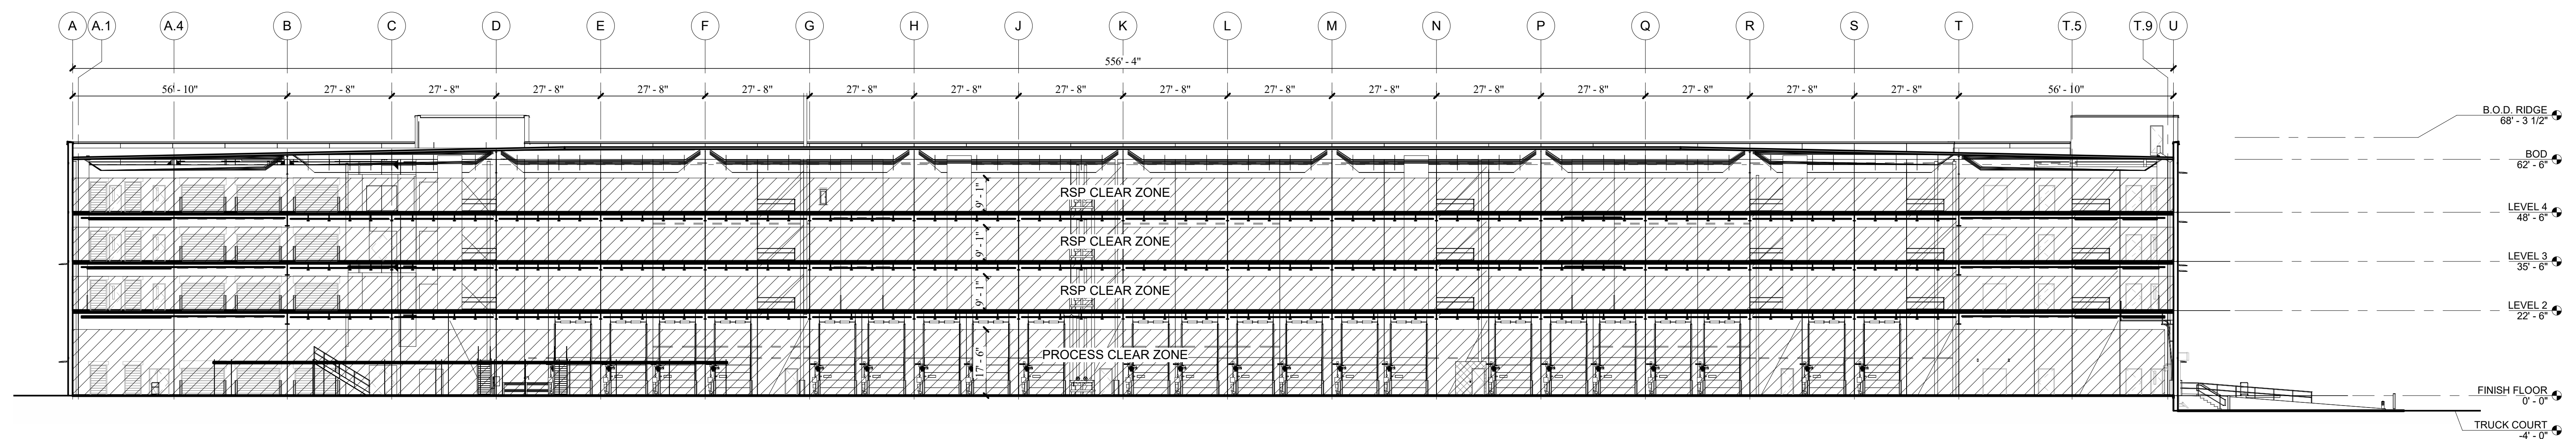 A A.1 A.4 B C D E F G H J K L M N P Q R S T T.5 T.9 U
556' - 4"
56' - 10" 27' - 8" 27' - 8" 27' - 8" 27' - 8" 27' - 8" 27' - 8" 27' - 8" 27' - 8" 27' - 8" 27' - 8" 27' - 8" 27' - 8" 27' - 8" 27' - 8" 27' - 8" 27' - 8" 56' - 10"
B.O.D. RIDGE
68' - 3 1/2"
BOD
62' - 6"
9' - 1" RSP CLEAR ZONE
LEVEL 4
48' - 6"
9' - 1" RSP CLEAR ZONE
LEVEL 3
35' - 6"
9' - 1" RSP CLEAR ZONE
LEVEL 2
22' - 6"
17' - 6" PROCESS CLEAR ZONE
FINISH FLOOR
0' - 0"
TRUCK COURT
-4' - 0"